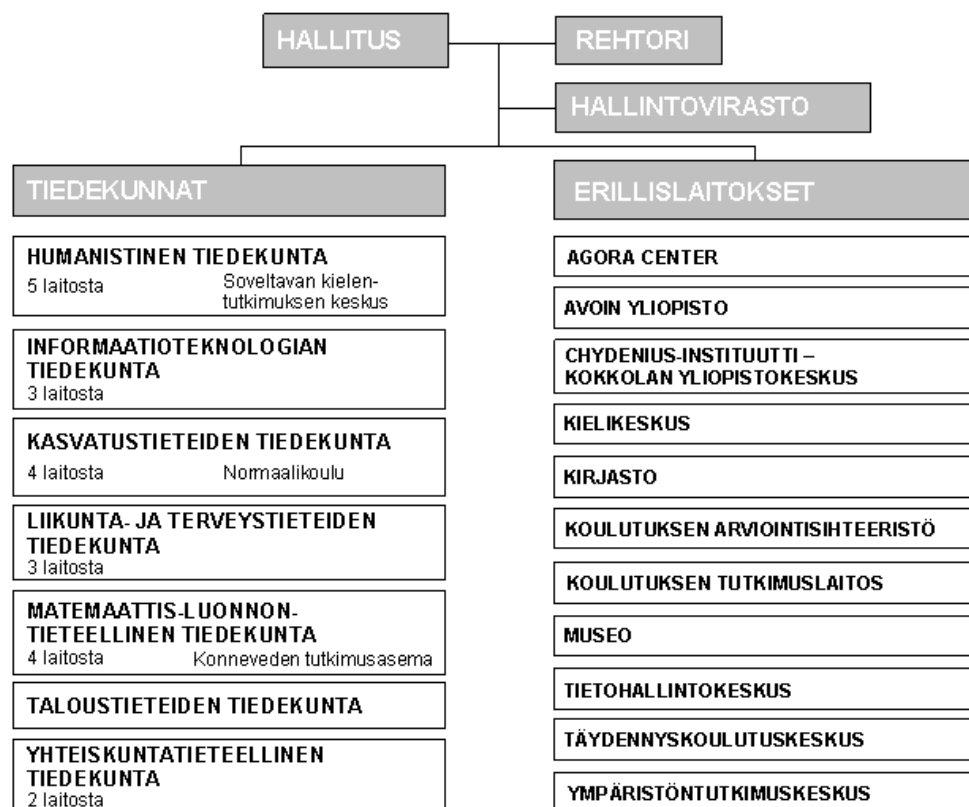 HALLITUS
REHTORI
HALLINTOVIRASTO
TIEDEKUNNAT
HUMANISTINEN TIEDEKUNTA
5 laitosta
Soveltavan kielen-
tutkimuksen keskus
INFORMAATIOTEKNOLOGIAN
TIEDEKUNTA
3 laitosta
KASVATUSTIETEIDEN TIEDEKUNTA
4 laitosta
Normaalikoulu
LIIKUNTA- JA TERVEYSTIETEIDEN
TIEDEKUNTA
3 laitosta
MATEMAATTIS-LUONNON-
TIETEELLINEN TIEDEKUNTA
4 laitosta
Konneveden tutkimusasema
TALOUSTIETEIDEN TIEDEKUNTA
YHTEISKUNTATIETEELLINEN
TIEDEKUNTA
2 laitosta
ERILLISLAITOKSET
AGORA CENTER
AVOIN YLIOPISTO
CHYDENIUS-INSTITUUTTI –
KOKKOLAN YLIOPISTOKESKUS
KIELIKESKUS
KIRJASTO
KOULUTUKSEN ARVIOINTISIHTEERISTÖ
KOULUTUKSEN TUTKIMUSLAITOS
MUSEO
TIETOHALLINTOKESKUS
TÄYDENNYSKOULUTUSKESKUS
YMPÄRISTÖNTUTKIMUSKESKUS